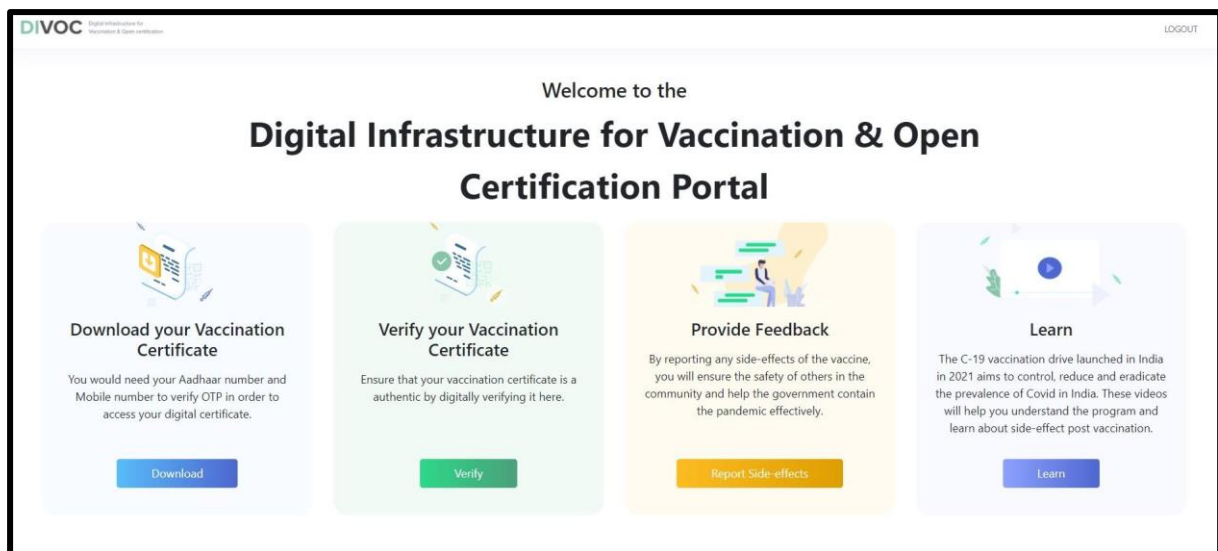 DIVOC
Digital Infrastructure for
Vaccination & Open certification
LOGOUT
Welcome to the
Digital Infrastructure for Vaccination & Open
Certification Portal
Download your Vaccination
Certificate
You would need your Aadhaar number and
Mobile number to verify OTP in order to
access your digital certificate.
Download
Verify your Vaccination
Certificate
Ensure that your vaccination certificate is a
authentic by digitally verifying it here.
Verify
Provide Feedback
By reporting any side-effects of the vaccine,
you will ensure the safety of others in the
community and help the government contain
the pandemic effectively.
Report Side-effects
Learn
The C-19 vaccination drive launched in India
in 2021 aims to control, reduce and eradicate
the prevalence of Covid in India. These videos
will help you understand the program and
learn about side-effect post vaccination.
Learn